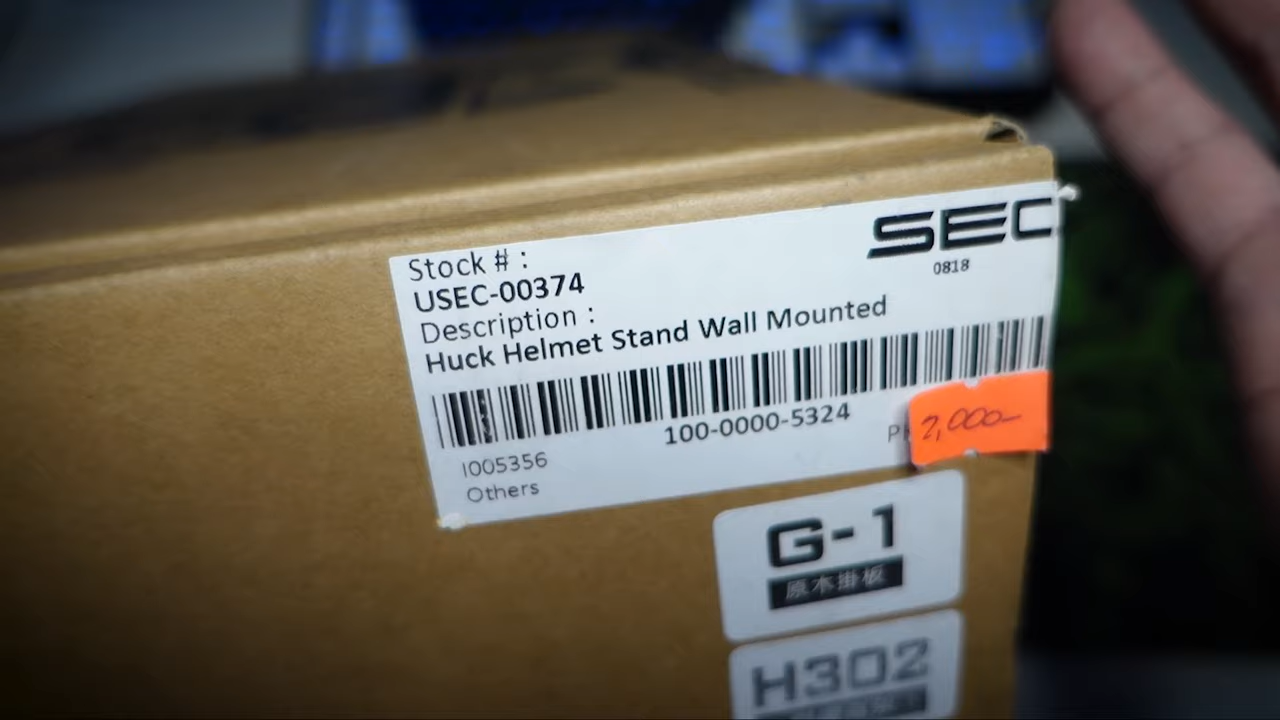 SEC
0818
Stock # :
USEC-00374
Description :
Huck Helmet Stand Wall Mounted
100-0000-5324
2,000-
I005356
Others
G-1
原木掛板
H302